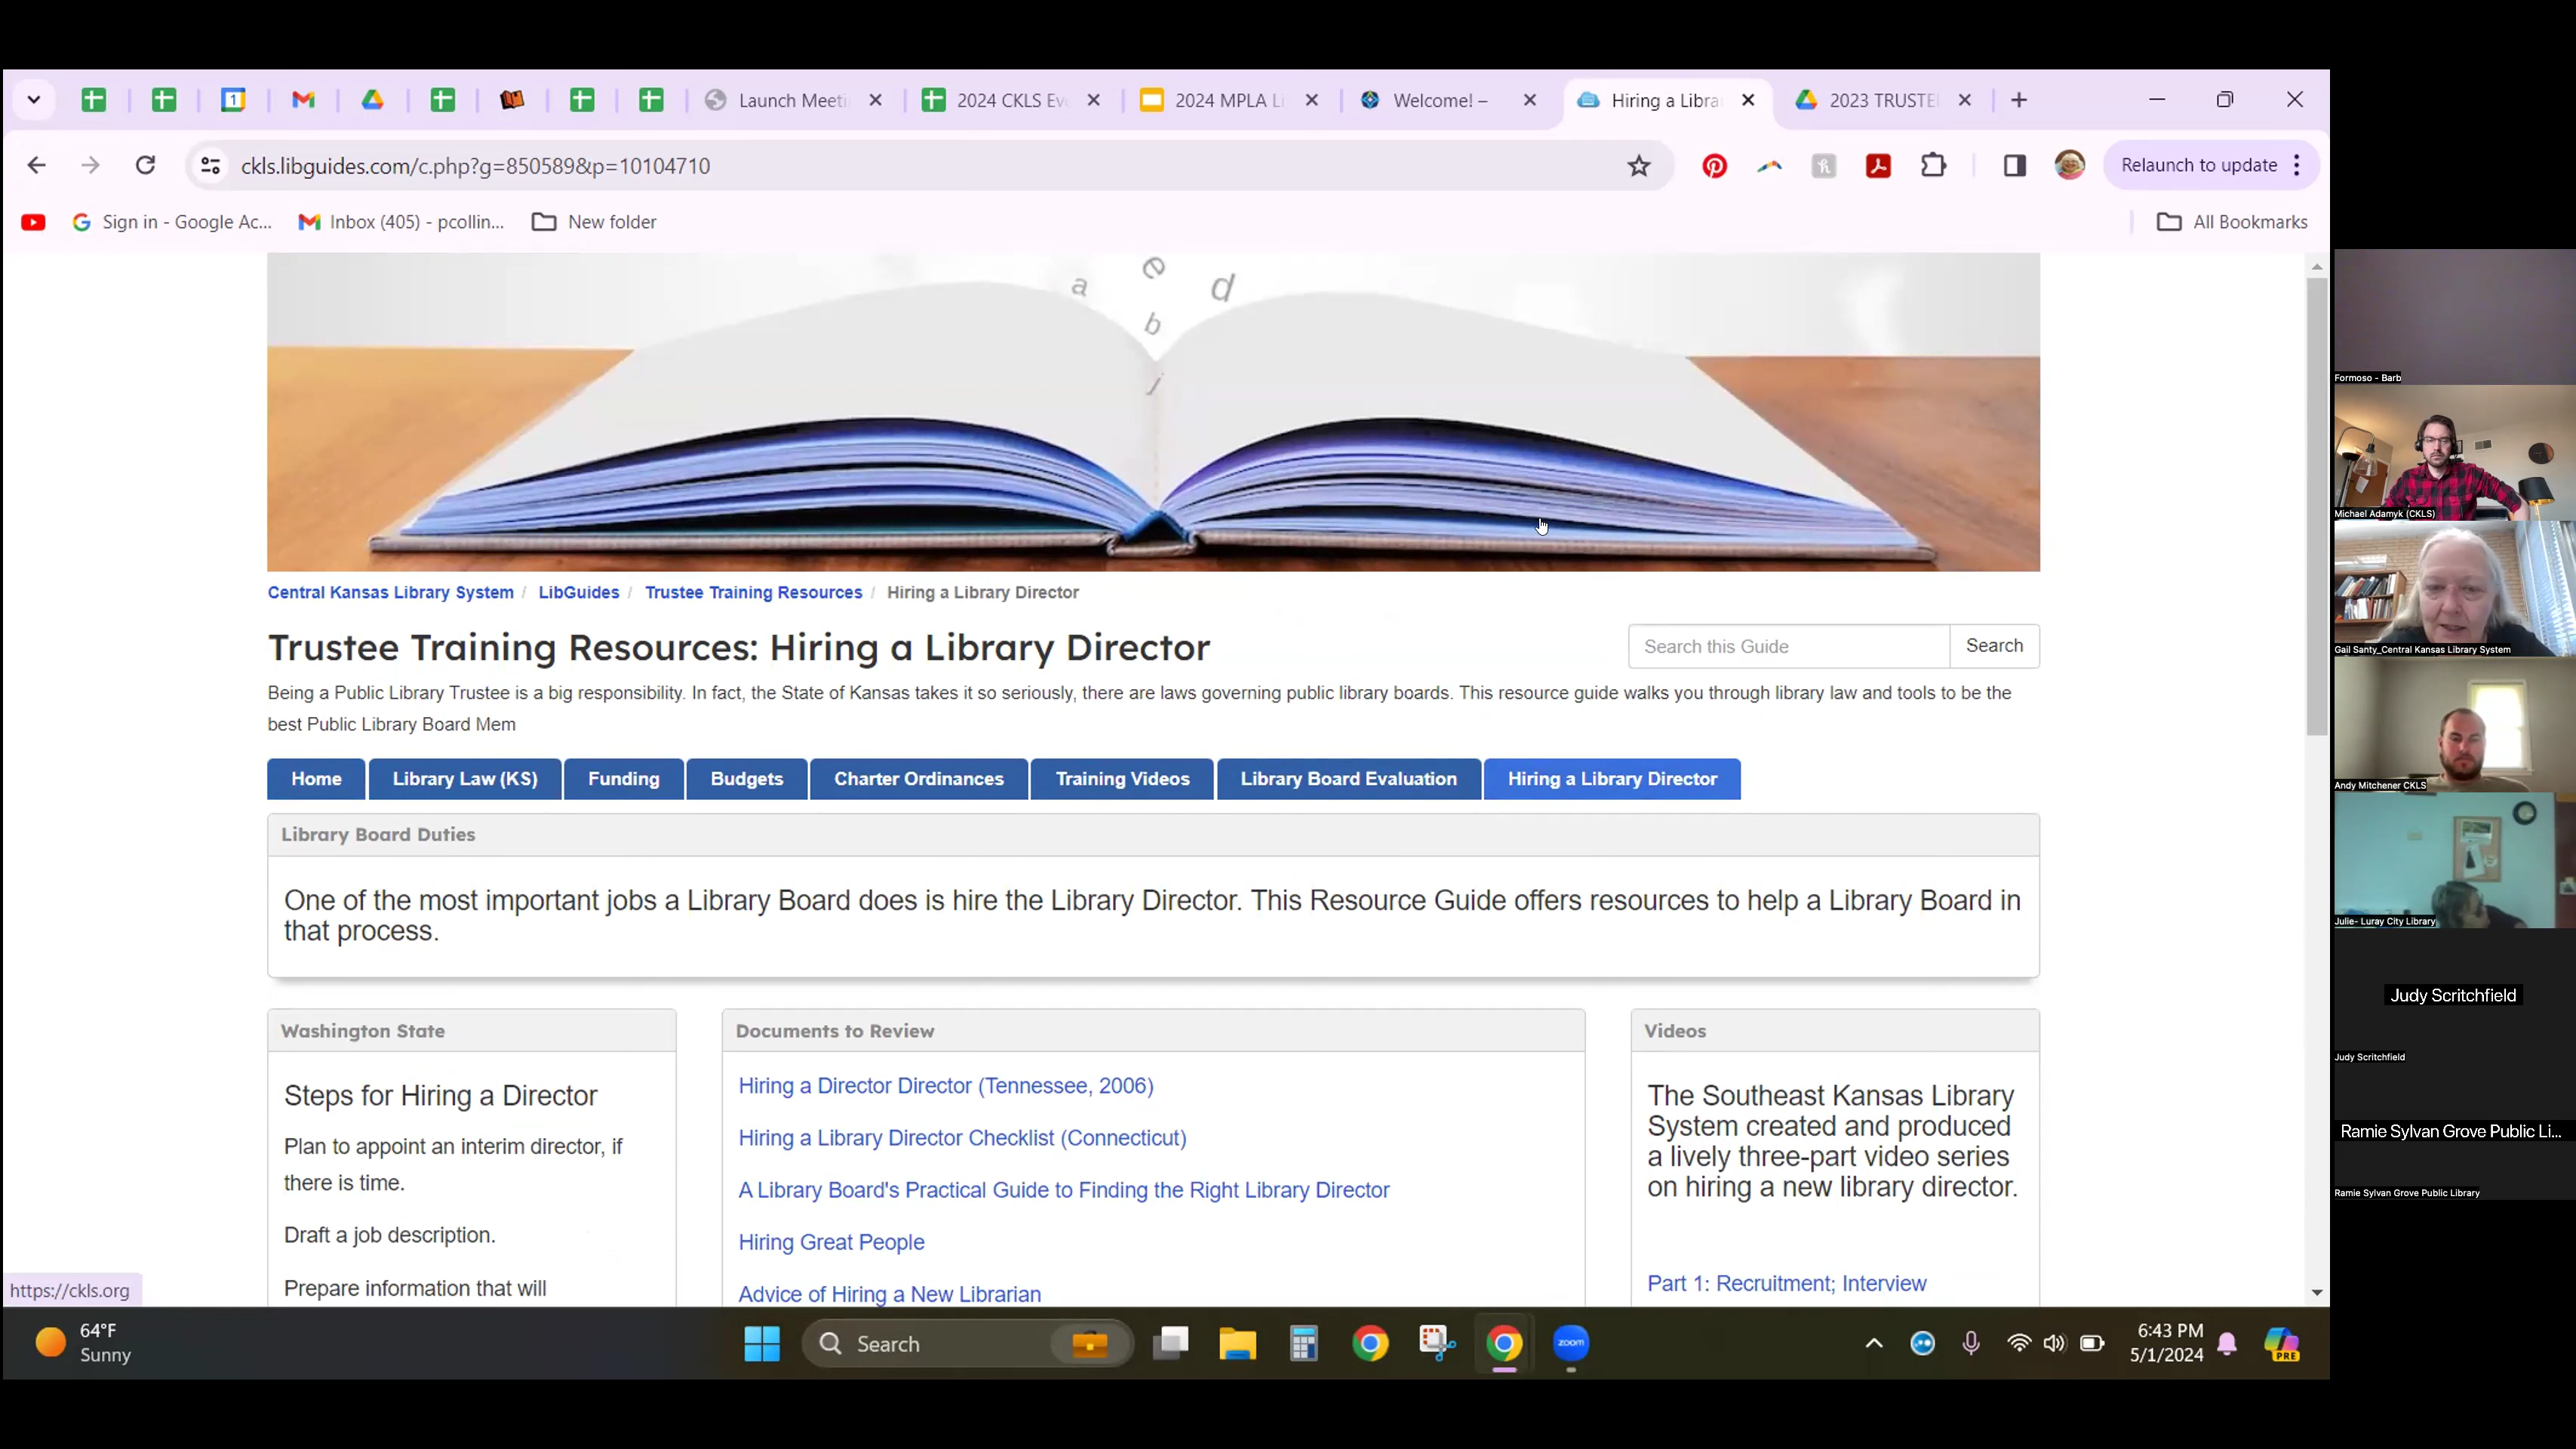 Launch Meeti
2024 CKLS Eve
2024 MPLA Li
Welcome! –
Hiring a Libra
2023 TRUSTE
ckls.libguides.com/c.php?g=850589&p=10104710
Relaunch to update
Sign in - Google Ac...
Inbox (405) - pcollin...
New folder
All Bookmarks
a
e
d
b
j
Central Kansas Library System / LibGuides / Trustee Training Resources / Hiring a Library Director
Trustee Training Resources: Hiring a Library Director
Search this Guide
Search
Being a Public Library Trustee is a big responsibility. In fact, the State of Kansas takes it so seriously, there are laws governing public library boards. This resource guide walks you through library law and tools to be the
best Public Library Board Mem
Home
Library Law (KS)
Funding
Budgets
Charter Ordinances
Training Videos
Library Board Evaluation
Hiring a Library Director
Library Board Duties
One of the most important jobs a Library Board does is hire the Library Director. This Resource Guide offers resources to help a Library Board in
that process.
Washington State
Steps for Hiring a Director
Plan to appoint an interim director, if
there is time.
Draft a job description.
Prepare information that will
Documents to Review
Hiring a Director Director (Tennessee, 2006)
Hiring a Library Director Checklist (Connecticut)
A Library Board's Practical Guide to Finding the Right Library Director
Hiring Great People
Advice of Hiring a New Librarian
Videos
The Southeast Kansas Library
System created and produced
a lively three-part video series
on hiring a new library director.
Part 1: Recruitment; Interview
https://ckls.org
64°F
Sunny
Search
zoom
6:43 PM
5/1/2024
PRE
Formoso - Barb
Michael Adamyk (CKLS)
Gail Santy_Central Kansas Library System
Andy Mitchener CKLS
Julie- Luray City Library
Judy Scritchfield
Judy Scritchfield
Ramie Sylvan Grove Public Li...
Ramie Sylvan Grove Public Library